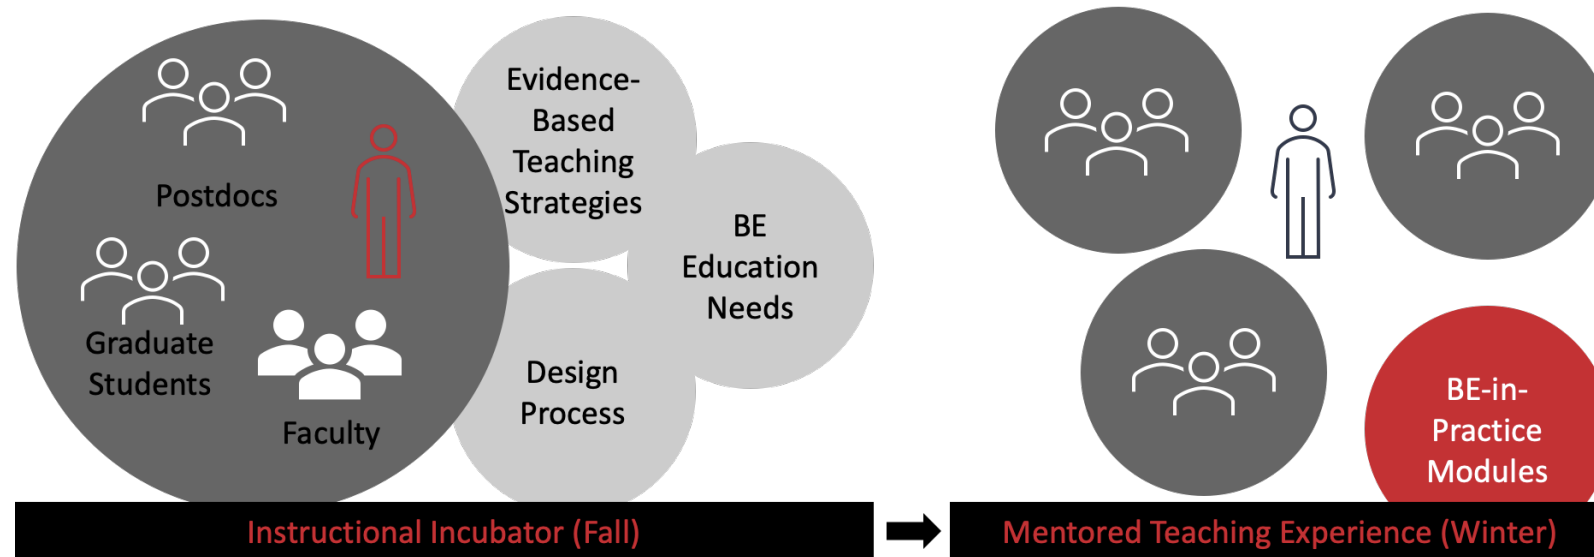 Postdocs
Graduate
Students
Faculty
Evidence-
Based
Teaching
Strategies
BE
Education
Needs
Design
Process
Instructional Incubator (Fall)
BE-in-
Practice
Modules
Mentored Teaching Experience (Winter)